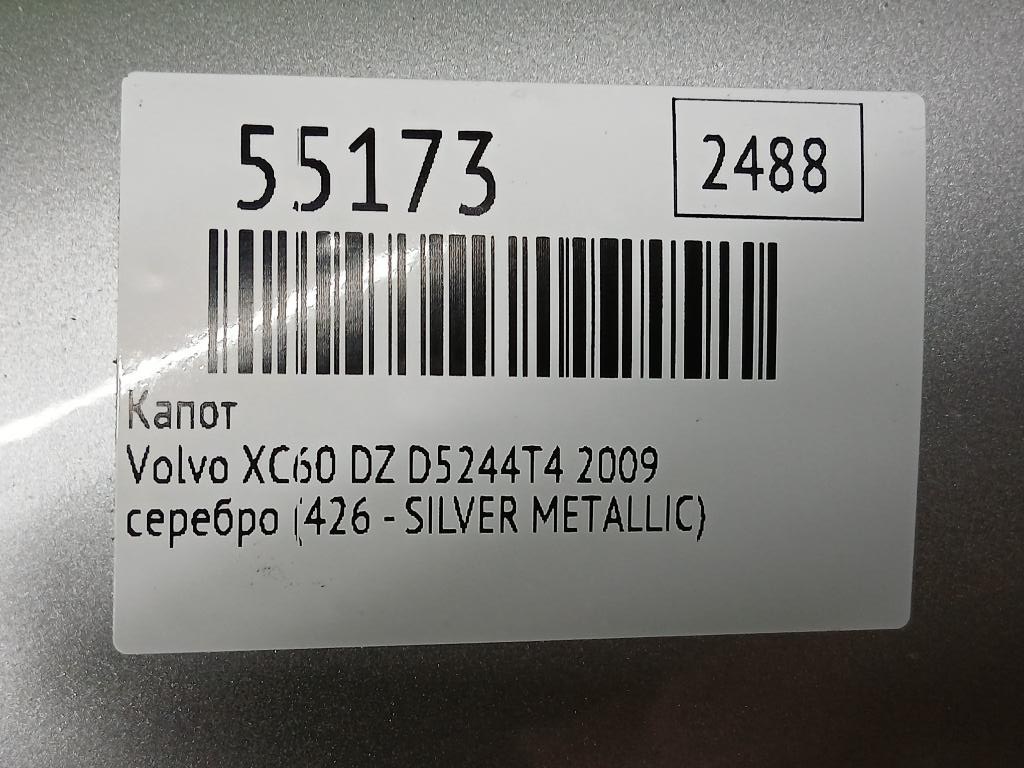 55173
2488
Капот
Volvo XC60 DZ D5244T4 2009
серебро (426 - SILVER METALLIC)